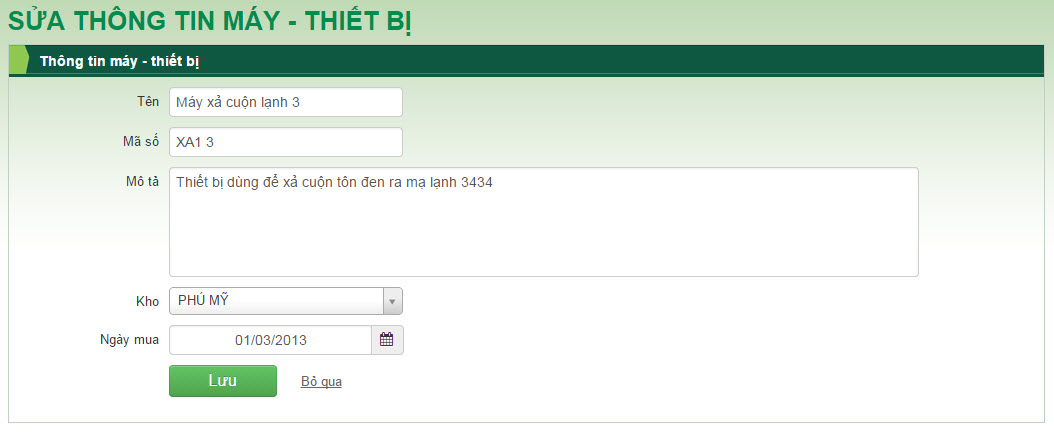 SỬA THÔNG TIN MÁY - THIẾT BỊ
Thông tin máy - thiết bị
Tên Máy xả cuộn lạnh 3
Mã số XA1 3
Mô tả Thiết bị dùng để xả cuộn tôn đen ra mạ lạnh 3434
Kho PHÚ MỸ
Ngày mua 01/03/2013
Lưu Bỏ qua